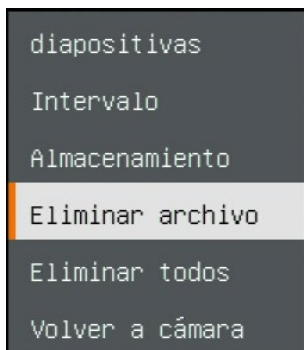 diapositivas
Intervalo
Almacenamiento
Eliminar archivo
Eliminar todos
Volver a cámara